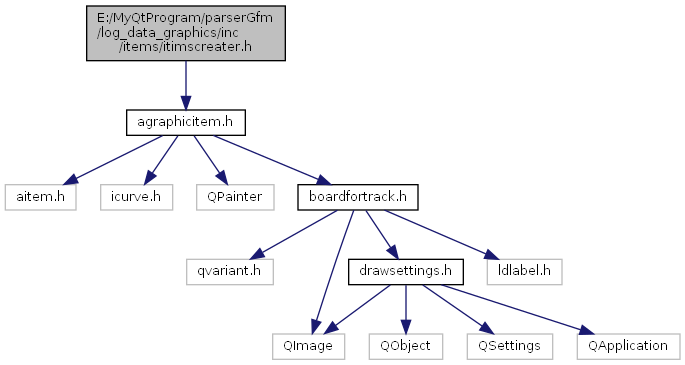 E:/MyQtProgram/parserGfm
/log_data_graphics/inc
/items/itimscreater.h
agraphicitem.h
aitem.h
icurve.h
QPainter
boardfortrack.h
qvariant.h
drawsettings.h
ldlabel.h
QImage
QObject
QSettings
QApplication